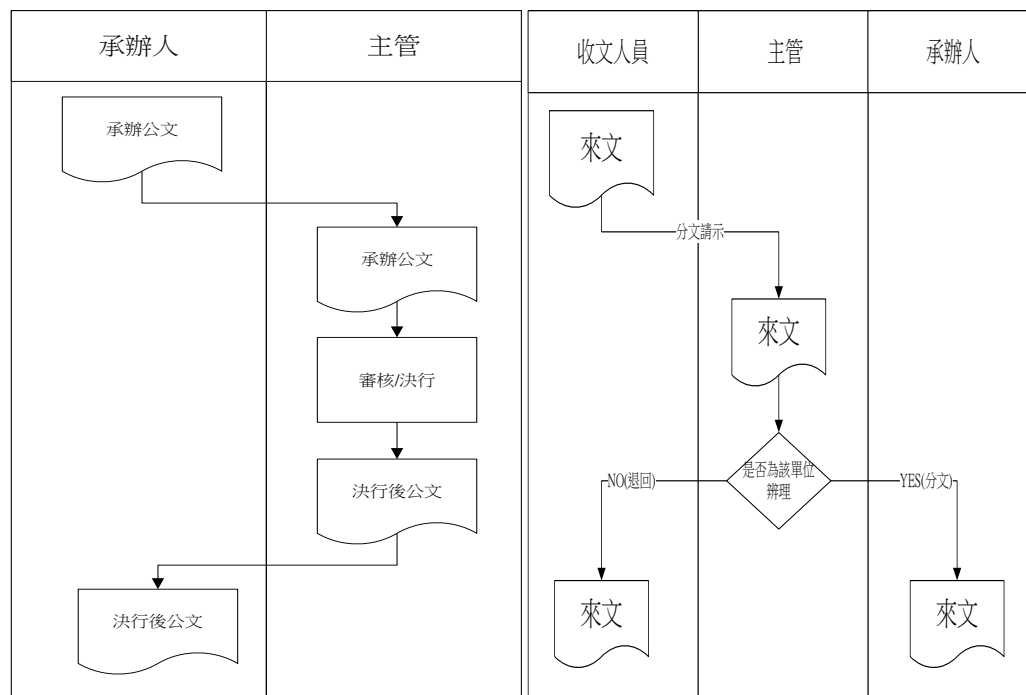 承辦人
主管
承辦公文
承辦公文
審核/決行
決行後公文
決行後公文
收文人員
主管
承辦人
來文
分文請示
來文
是否為該單位
辨理
NO(退回)
YES(分文)
來文
來文